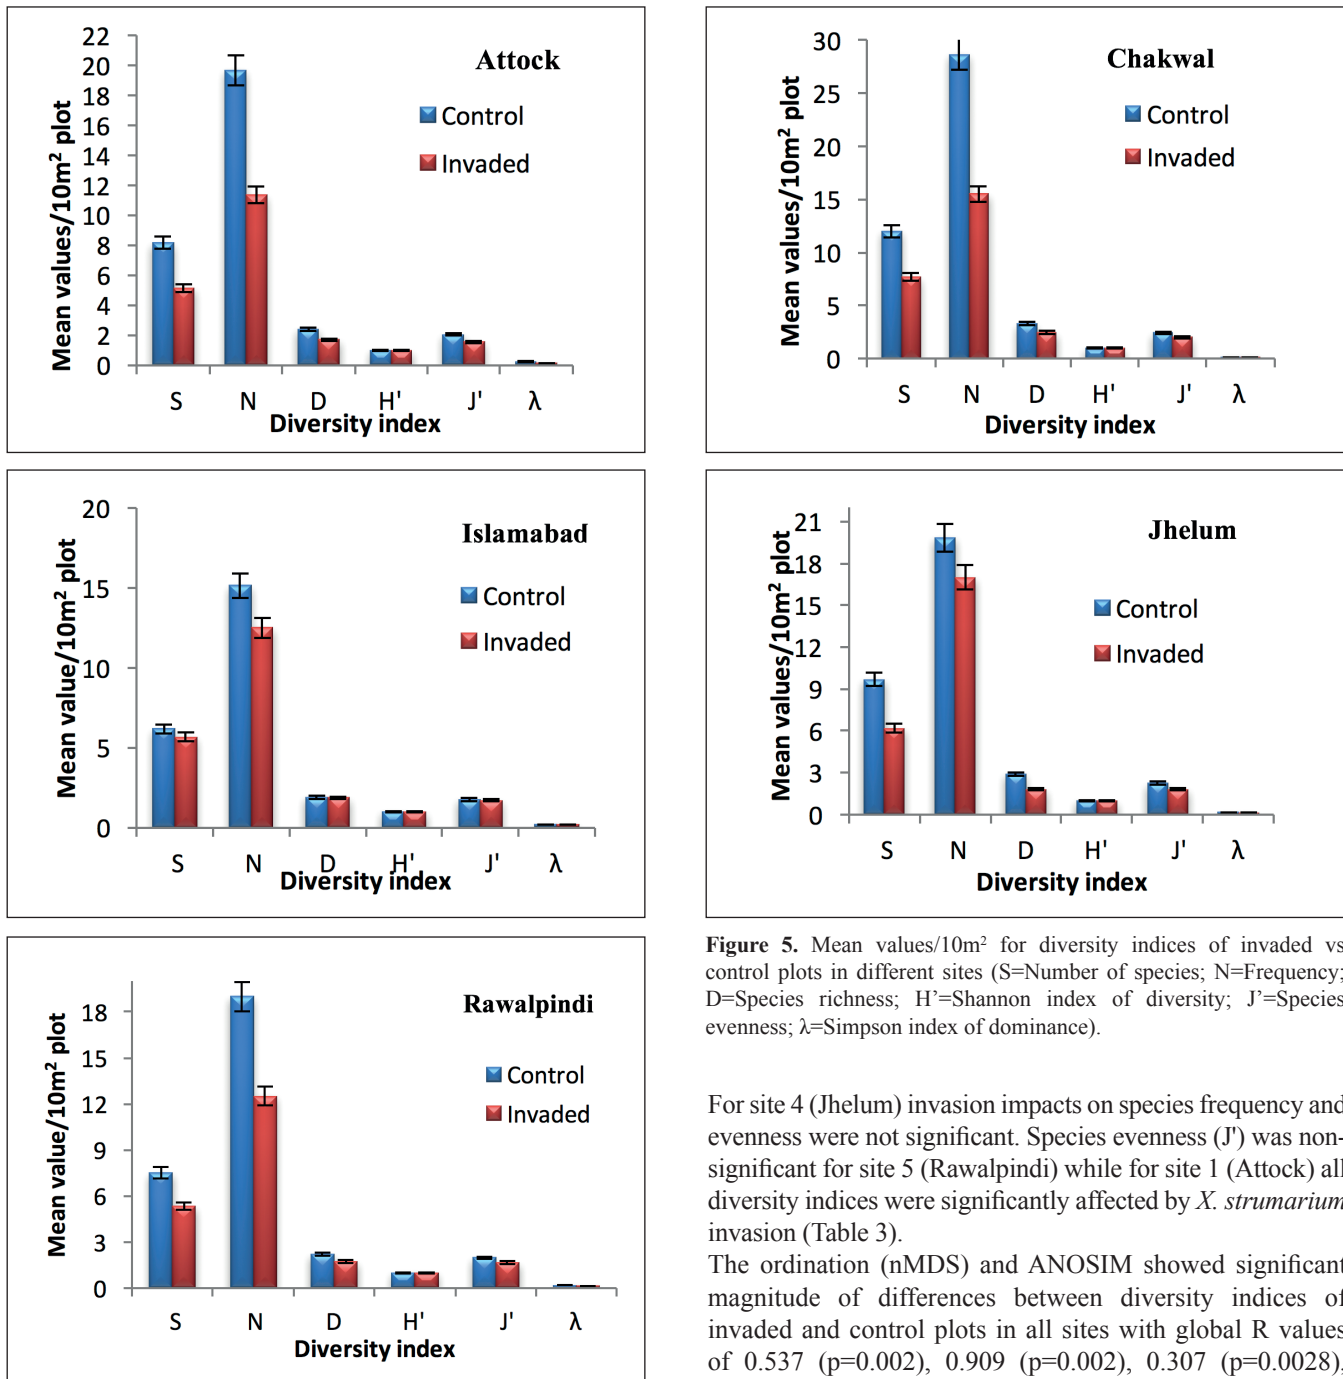 22
20
18
16
14
12
10
8
6
4
2
0
Mean values/10m² plot
Attock
Control
Invaded
S N D H' J' λ
Diversity index
30
25
20
15
10
5
0
Mean values/10m² plot
Chakwal
Control
Invaded
S N D H' J' λ
Diversity index
20
15
10
5
0
Mean value/10m² plot
Islamabad
Control
Invaded
S N D H' J' λ
Diversity index
21
18
15
12
9
6
3
0
Mean values/10m² plot
Jhelum
Control
Invaded
S N D H' J' λ
Diversity index
18
15
12
9
6
3
0
Mean value/10m² plot
Rawalpindi
Control
Invaded
S N D H' J' λ
Diversity index
Figure 5. Mean values/10m² for diversity indices of invaded vs
control plots in different sites (S=Number of species; N=Frequency;
D=Species richness; H’=Shannon index of diversity; J’=Species
evenness; λ=Simpson index of dominance).
For site 4 (Jhelum) invasion impacts on species frequency and
evenness were not significant. Species evenness (J') was non-
significant for site 5 (Rawalpindi) while for site 1 (Attock) all
diversity indices were significantly affected by X. strumarium
invasion (Table 3).
The ordination (nMDS) and ANOSIM showed significant
magnitude of differences between diversity indices of
invaded and control plots in all sites with global R values
of 0.537 (p=0.002), 0.909 (p=0.002), 0.307 (p=0.0028),